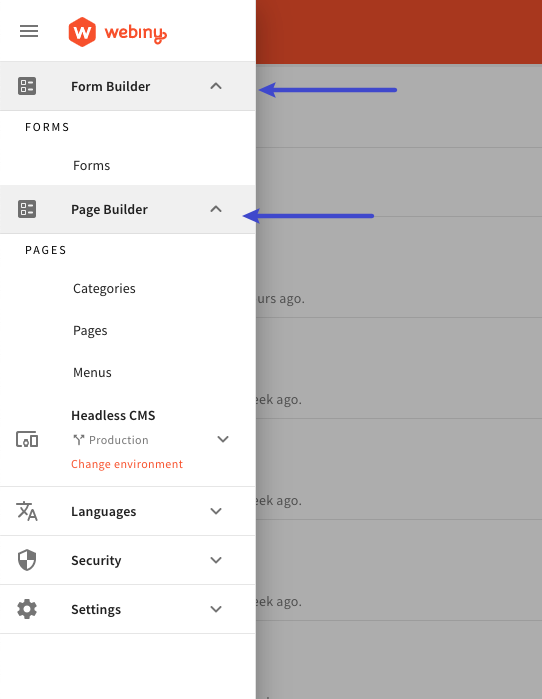 webiny
Form Builder
FORMS
Forms
Page Builder
PAGES
urs ago.
Categories
Pages
Menus
eek ago.
Headless CMS
Production
Change environment
eek ago.
Languages
Security
eek ago.
Settings